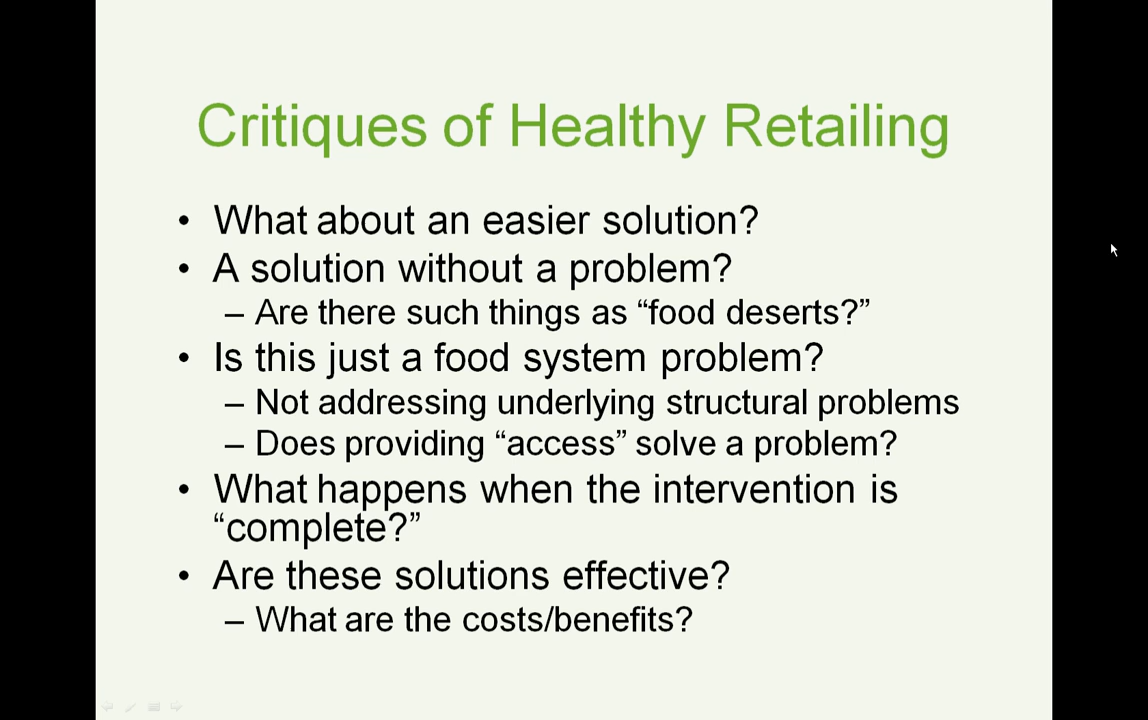 Critiques of Healthy Retailing
• What about an easier solution?
• A solution without a problem?
– Are there such things as “food deserts?”
• Is this just a food system problem?
– Not addressing underlying structural problems
– Does providing “access” solve a problem?
• What happens when the intervention is
“complete?”
• Are these solutions effective?
– What are the costs/benefits?